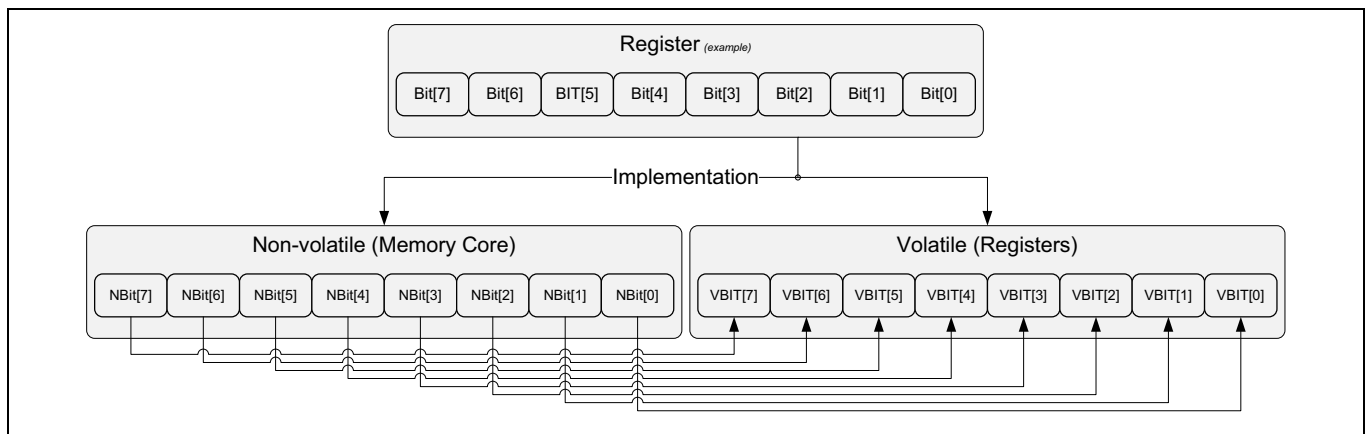 Register (example)
Bit[7] Bit[6] BIT[5] Bit[4] Bit[3] Bit[2] Bit[1] Bit[0]
Implementation
Non-volatile (Memory Core) Volatile (Registers)
NBit[7] NBit[6] NBit[5] NBit[4] NBit[3] NBit[2] NBit[1] NBit[0] VBIT[7] VBIT[6] VBIT[5] VBIT[4] VBIT[3] VBIT[2] VBIT[1] VBIT[0]